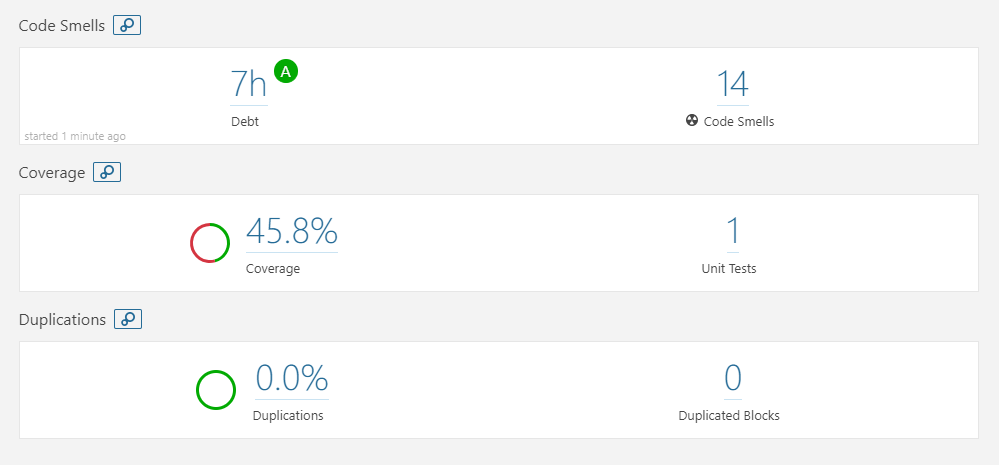 Code Smells
7h A 14
Debt Code Smells
started 1 minute ago
Coverage
45.8% 1
Coverage Unit Tests
Duplications
0.0% 0
Duplications Duplicated Blocks